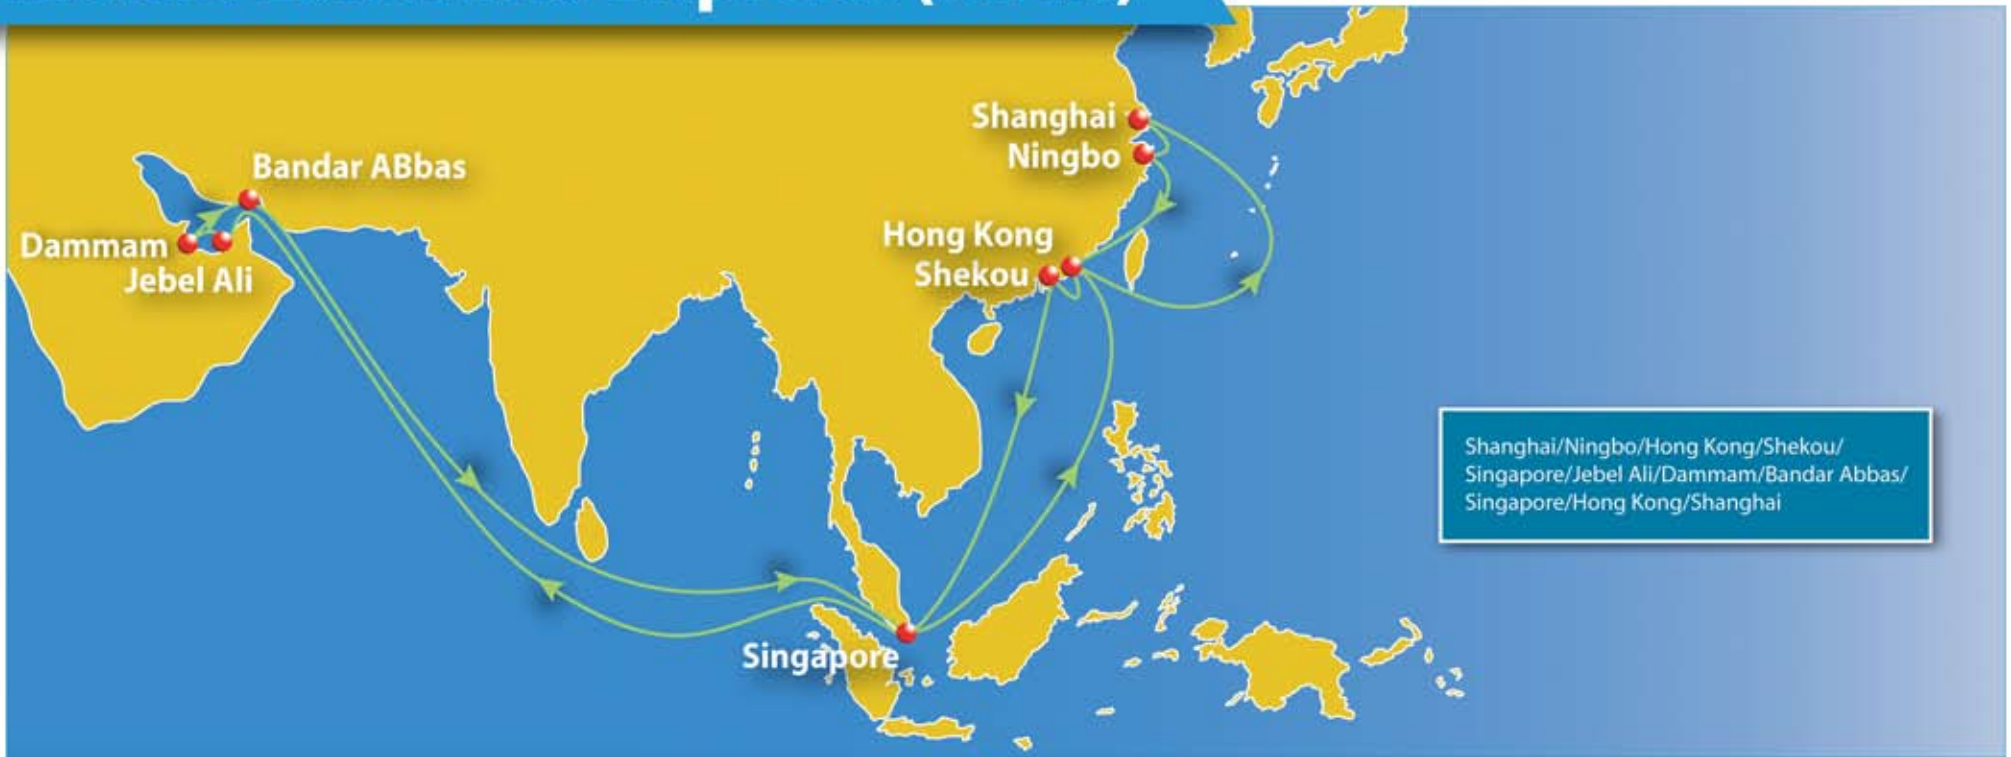 Shanghai
Ningbo
Bandar ABbas
Hong Kong
Dammam
Shekou
Jebel Ali
Shanghai/Ningbo/Hong Kong/Shekou/
Singapore/Jebel Ali/Dammam/Bandar Abbas/
Singapore/Hong Kong/Shanghai
Singapore